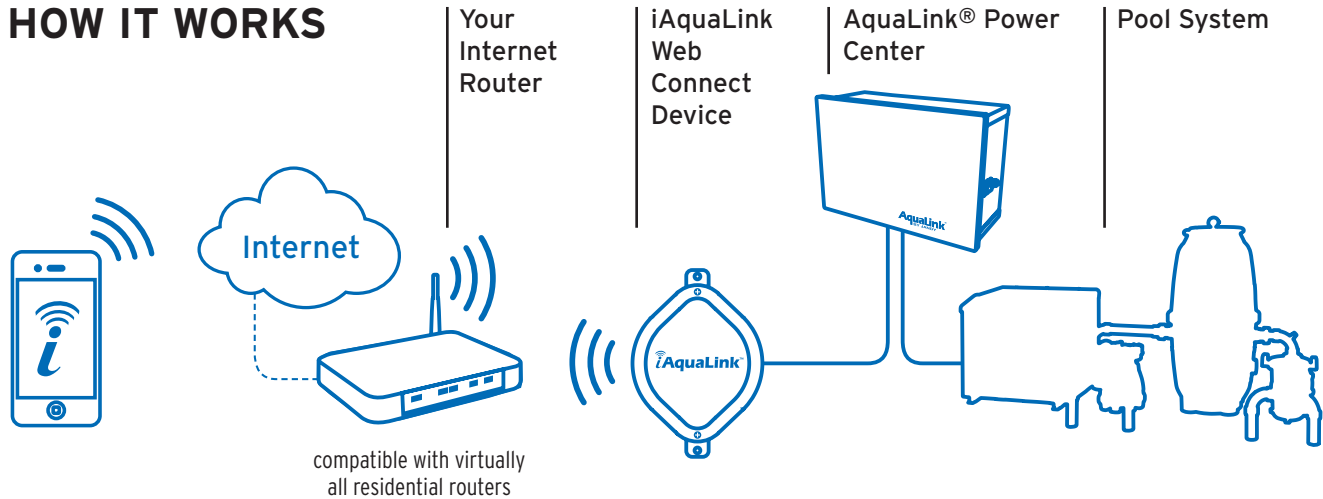 HOW IT WORKS
Your
Internet
Router
iAquaLink
Web
Connect
Device
AquaLink® Power
Center
Pool System
Internet
i
iAquaLink™
AquaLink
compatible with virtually
all residential routers